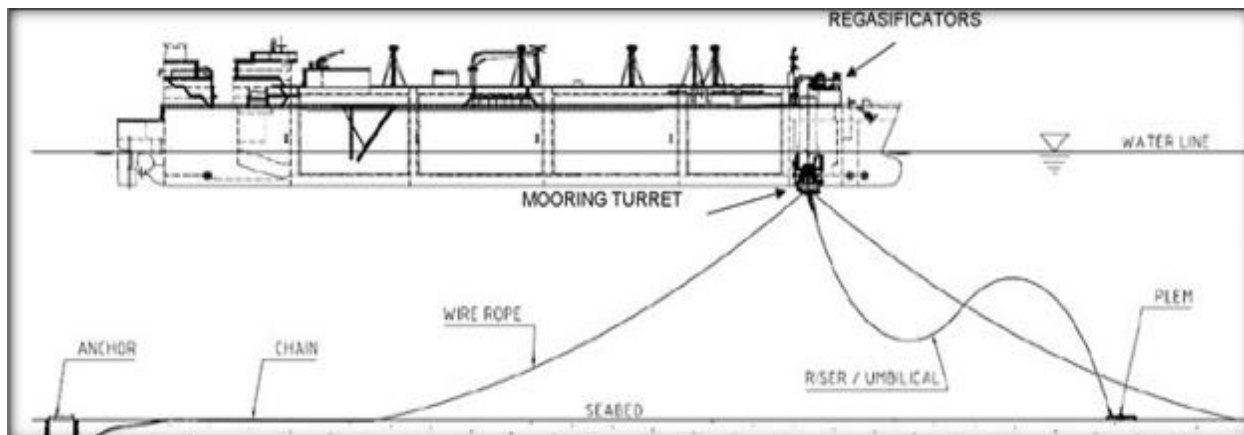 REGASIFICATORS
WATER LINE
MOORING TURRET
WIRE ROPE
PLEM
ANCHOR
CHAIN
RISER / UMBILICAL
SEABED